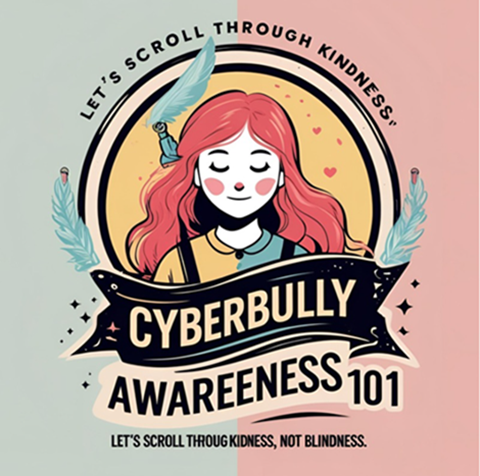 LET'S SCROLL THROUGH KINDNESS,
CYBERBULLY
AWAREENESS 101
LET'S SCROLL THROUG KIDNESS, NOT BLINDNESS.